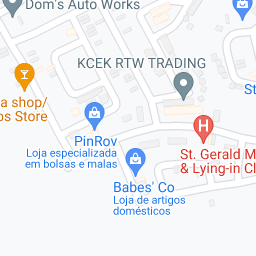 Dom's Auto Works
KCEK RTW TRADING
St
a shop/
os Store
PinRov
Loja especializada
em bolsas e malas
H
St. Gerald M
& Lying-in Cl
Babes' Co
Loja de artigos
domésticos